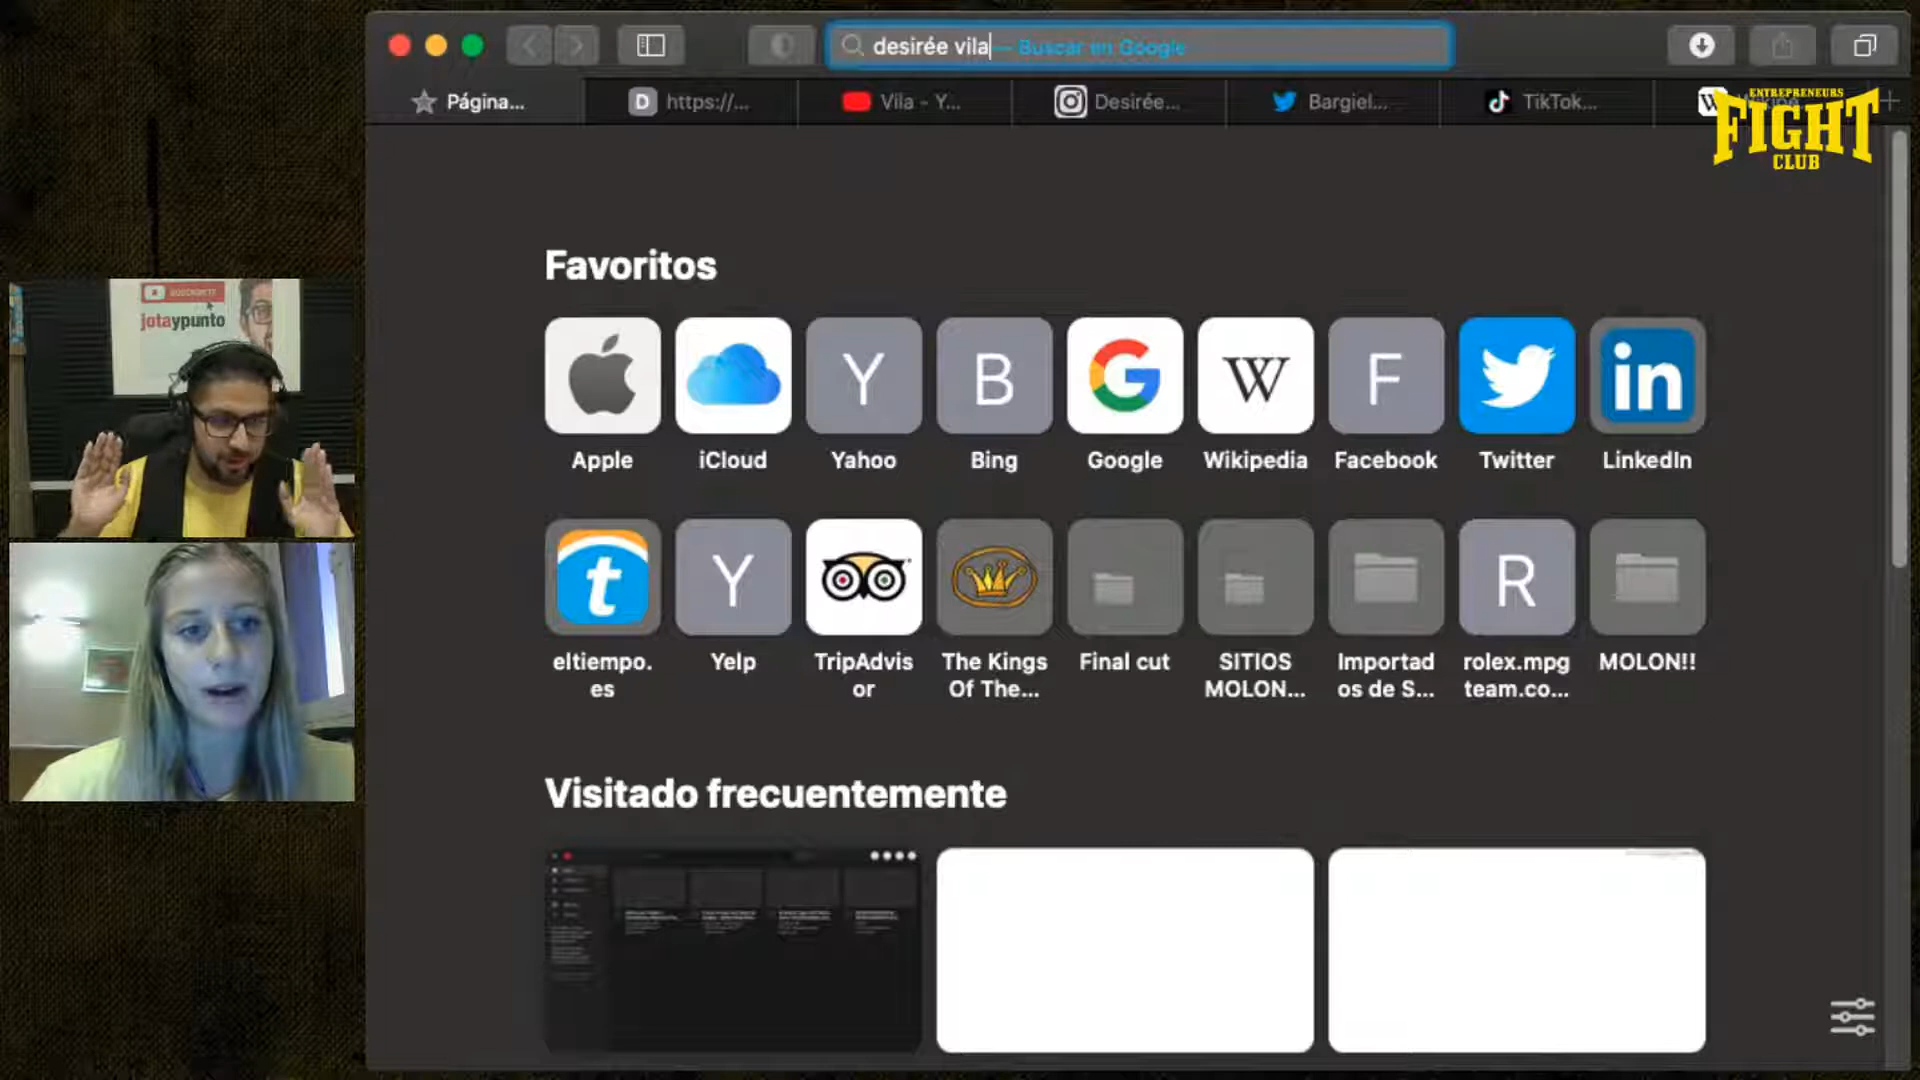 desirée vila — Buscar en Google
Página...
D
https://...
Vila - Y...
Desirée...
Bargiel...
TikTok...
W
ENTREPRENEURS
FIGHT
CLUB
SUSCRÍBETE
jotaypunto
Favoritos
Y
B
G
W
F
in
Apple
iCloud
Yahoo
Bing
Google
Wikipedia
Facebook
Twitter
LinkedIn
t
Y
R
eltiempo.
es
Yelp
TripAdvis
or
The Kings
Of The...
Final cut
SITIOS
MOLON...
Importad
os de S...
rolex.mpg
team.co...
MOLON!!
Visitado frecuentemente